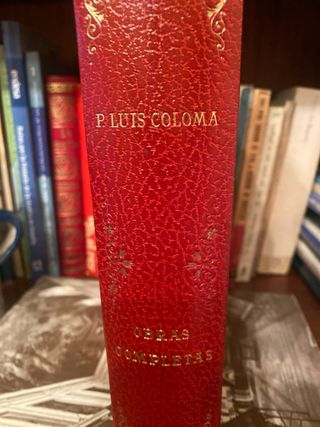 P. LUIS COLOMA
OBRAS
COMPLETAS